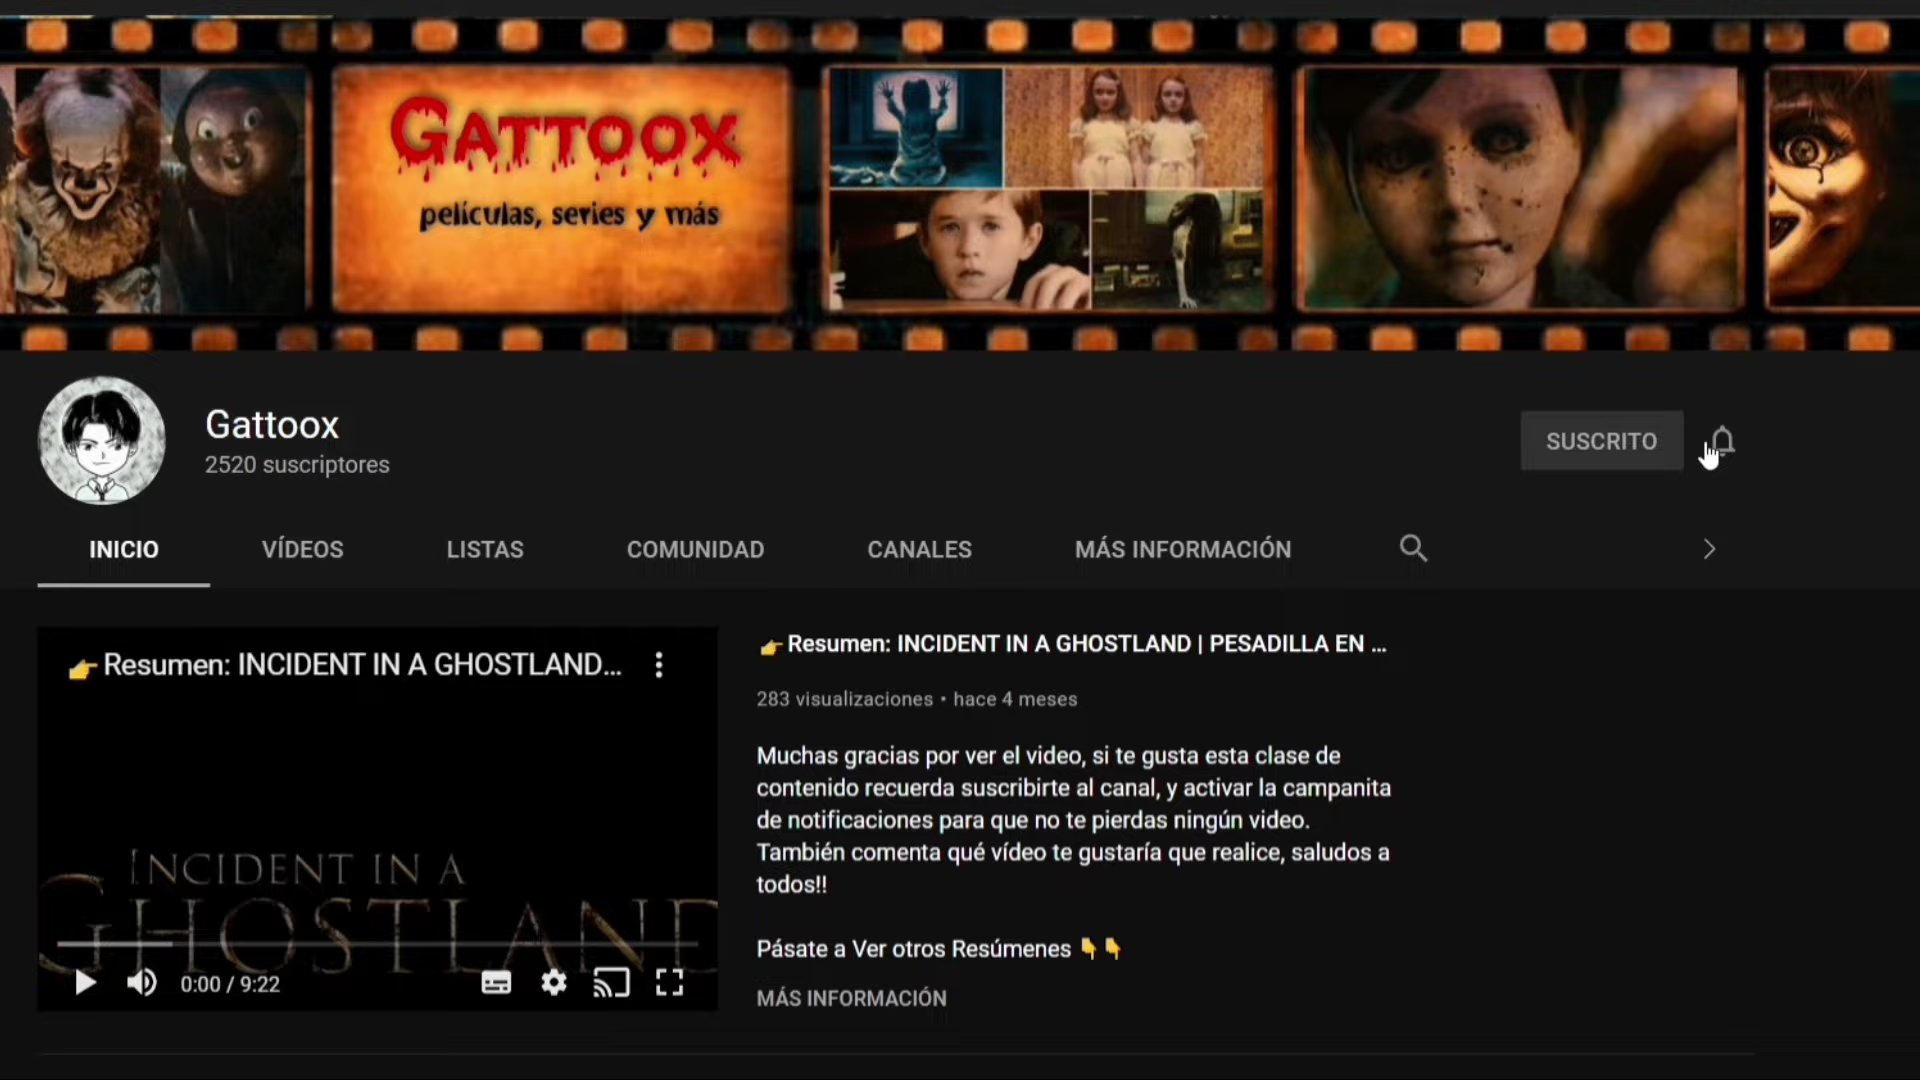 GATTOOX
películas, series y más
Gattoox
2520 suscriptores
SUSCRITO
INICIO
VÍDEOS
LISTAS
COMUNIDAD
CANALES
MÁS INFORMACIÓN
👉 Resumen: INCIDENT IN A GHOSTLAND...
INCIDENT IN A
GHOSTLAND
0:00 / 9:22
👉 Resumen: INCIDENT IN A GHOSTLAND | PESADILLA EN ...
283 visualizaciones • hace 4 meses
Muchas gracias por ver el video, si te gusta esta clase de
contenido recuerda suscribirte al canal, y activar la campanita
de notificaciones para que no te pierdas ningún video.
También comenta qué vídeo te gustaría que realice, saludos a
todos!!
Pásate a Ver otros Resúmenes 👇👇
MÁS INFORMACIÓN